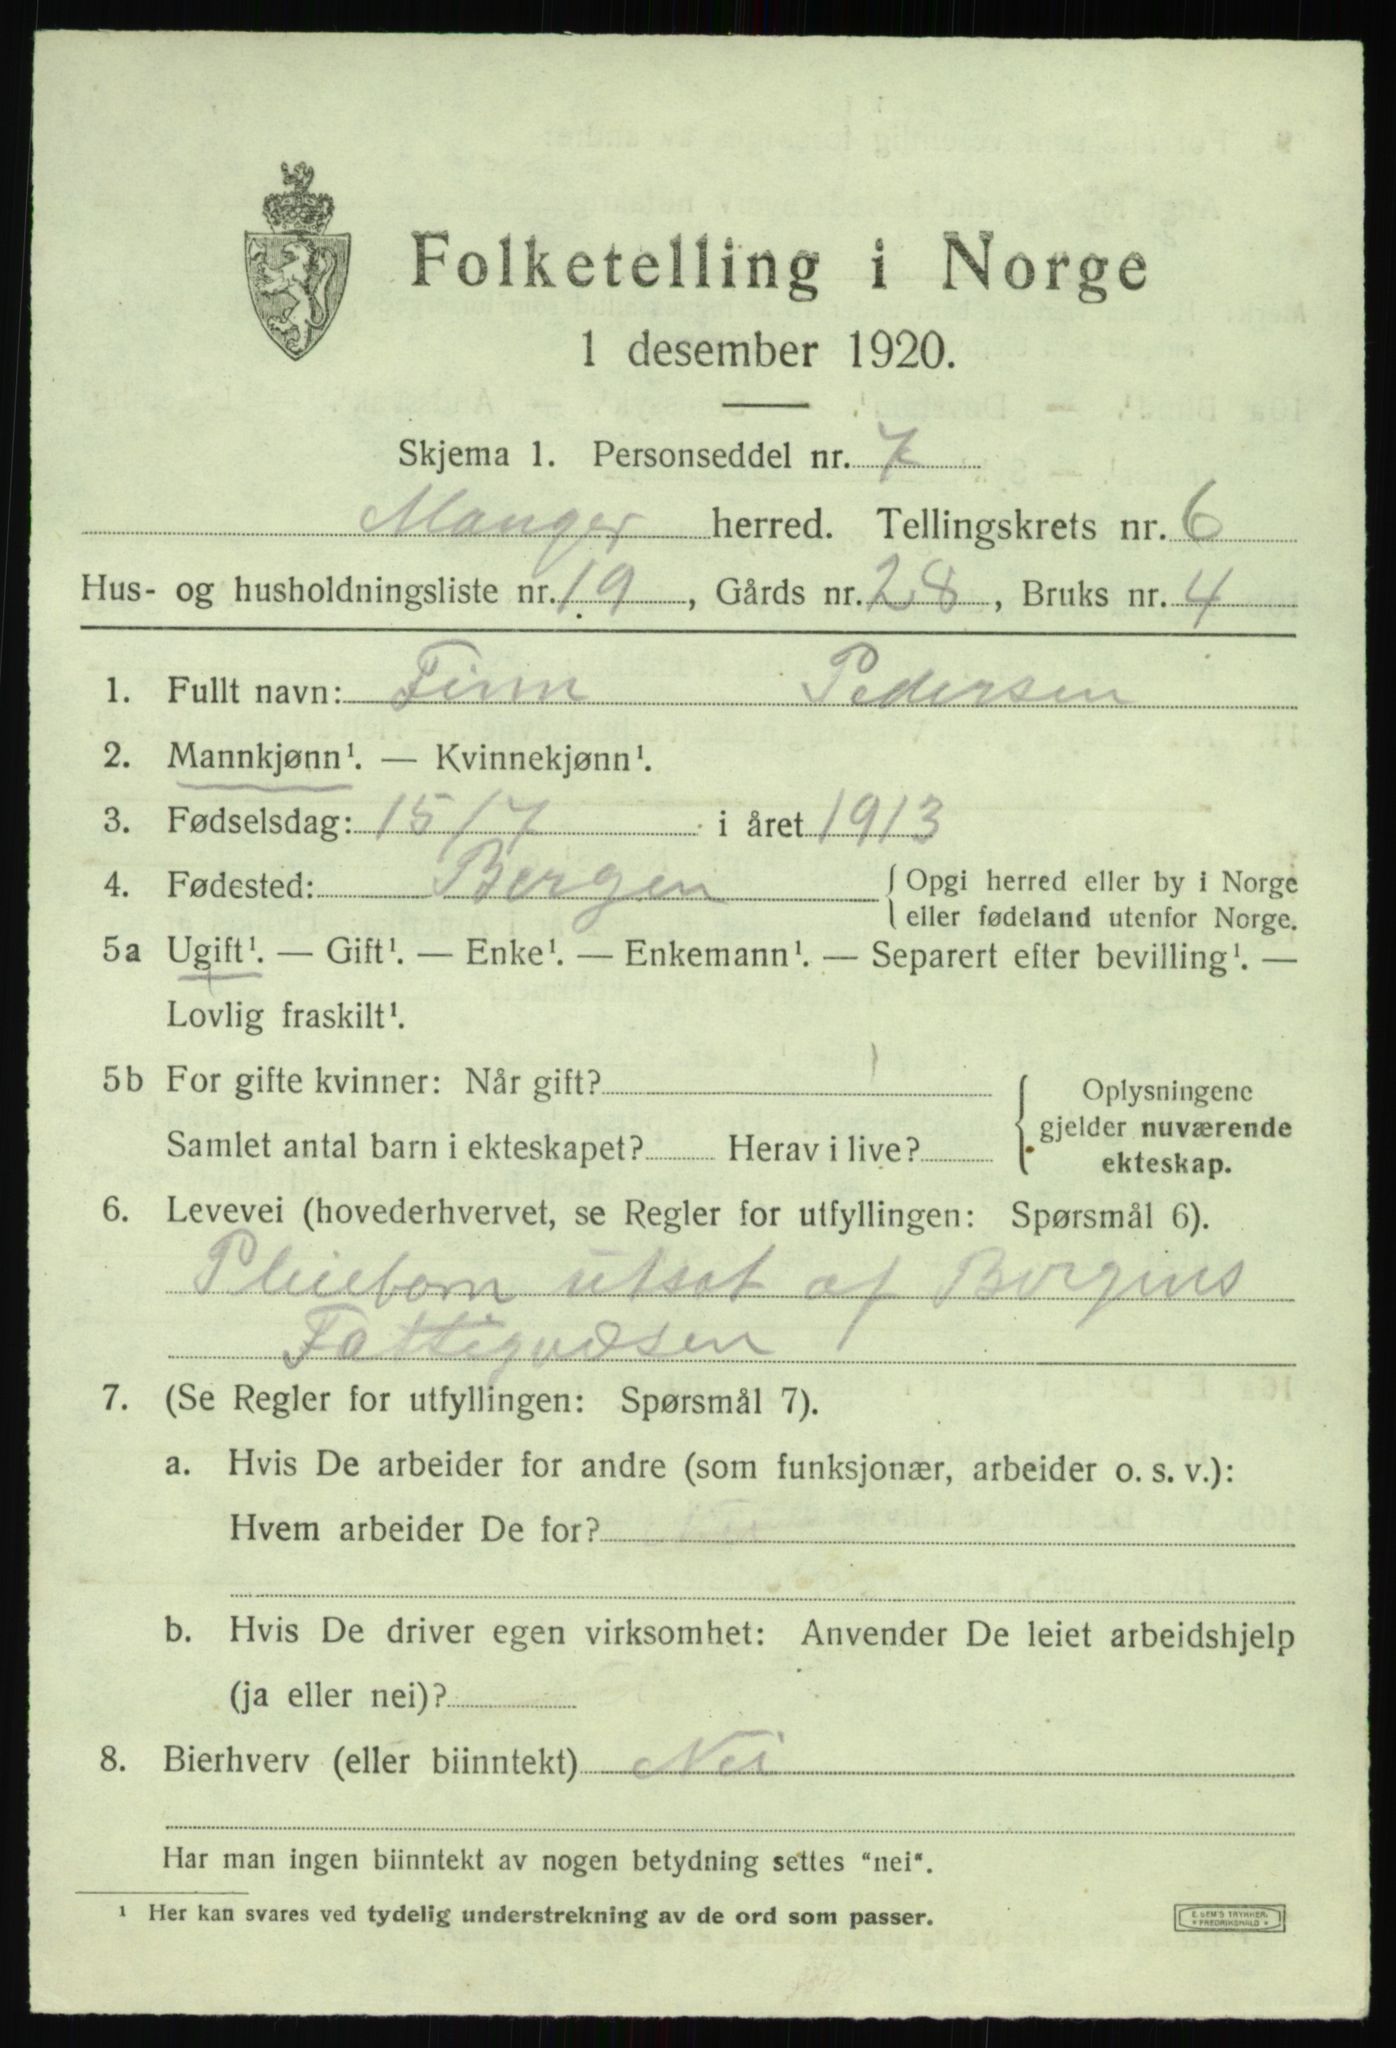 Folketelling i Norge
1 desember 1920.
Skjema 1. Personseddel nr. 7
Manger herred. Tellingskrets nr. 6
Hus- og husholdningsliste nr. 19, Gårds nr. 28, Bruks nr. 4
1. Fullt navn: Finn Pedersen
2. Mannkjønn¹. — Kvinnekjønn¹.
3. Fødselsdag: 15/7 i året 1913
4. Fødested: Bergen { Opgi herred eller by i Norge
eller fødeland utenfor Norge.
5a Ugift¹. — Gift¹. — Enke¹. — Enkemann¹. — Separert efter bevilling¹. —
Lovlig fraskilt¹.
5b For gifte kvinner: Når gift? { Oplysningene
gjelder nuværende
Samlet antal barn i ekteskapet? Herav i live?
ekteskap.
6. Levevei (hovederhvervet, se Regler for utfyllingen: Spørsmål 6).
Pleiebarn utsat af Bergens
Fattigvæsen
7. (Se Regler for utfyllingen: Spørsmål 7).
a. Hvis De arbeider for andre (som funksjonær, arbeider o. s. v.):
Hvem arbeider De for?
b. Hvis De driver egen virksomhet: Anvender De leiet arbeidshjelp
(ja eller nei)?
8. Bierhverv (eller biinntekt) Nei
Har man ingen biinntekt av nogen betydning settes "nei".
¹ Her kan svares ved tydelig understrekning av de ord som passer.
E. SEM'S TRYKKERI
* FREDRIKSHALD *